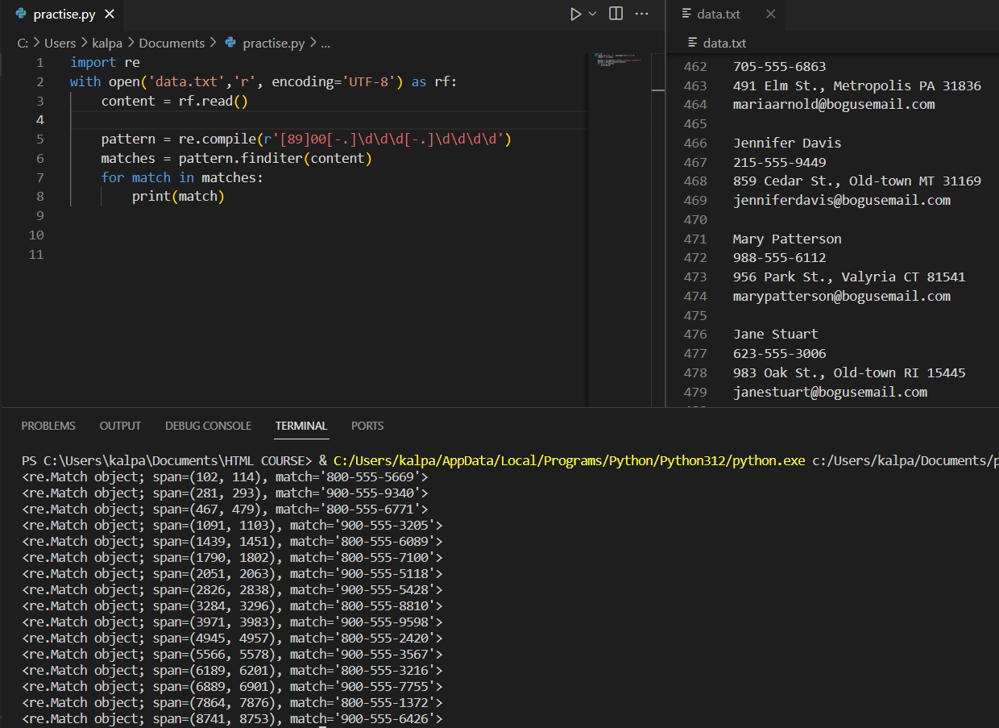 practise.py
C: > Users > kalpa > Documents > practise.py > ...
1 import re
2 with open('data.txt','r', encoding='UTF-8') as rf:
3 content = rf.read()
4
5 pattern = re.compile(r'[89]00[-.]\d\d\d[-.]\d\d\d\d')
6 matches = pattern.finditer(content)
7 for match in matches:
8 print(match)
9
10
11
data.txt
data.txt
462 705-555-6863
463 491 Elm St., Metropolis PA 31836
464 mariaarnold@bogusemail.com
465
466 Jennifer Davis
467 215-555-9449
468 859 Cedar St., Old-town MT 31169
469 jenniferdavis@bogusemail.com
470
471 Mary Patterson
472 988-555-6112
473 956 Park St., Valyria CT 81541
474 marypatterson@bogusemail.com
475
476 Jane Stuart
477 623-555-3006
478 983 Oak St., Old-town RI 15445
479 janestuart@bogusemail.com
PROBLEMS OUTPUT DEBUG CONSOLE TERMINAL PORTS
PS C:\Users\kalpa\Documents\HTML COURSE> & C:/Users/kalpa/AppData/Local/Programs/Python/Python312/python.exe c:/Users/kalpa/Documents/p
<re.Match object; span=(102, 114), match='800-555-5669'>
<re.Match object; span=(281, 293), match='900-555-9340'>
<re.Match object; span=(467, 479), match='800-555-6771'>
<re.Match object; span=(1091, 1103), match='900-555-3205'>
<re.Match object; span=(1439, 1451), match='800-555-6089'>
<re.Match object; span=(1790, 1802), match='800-555-7100'>
<re.Match object; span=(2051, 2063), match='900-555-5118'>
<re.Match object; span=(2826, 2838), match='900-555-5428'>
<re.Match object; span=(3284, 3296), match='800-555-8810'>
<re.Match object; span=(3971, 3983), match='900-555-9598'>
<re.Match object; span=(4945, 4957), match='800-555-2420'>
<re.Match object; span=(5566, 5578), match='900-555-3567'>
<re.Match object; span=(6189, 6201), match='800-555-3216'>
<re.Match object; span=(6889, 6901), match='900-555-7755'>
<re.Match object; span=(7864, 7876), match='800-555-1372'>
<re.Match object; span=(8741, 8753), match='900-555-6426'>